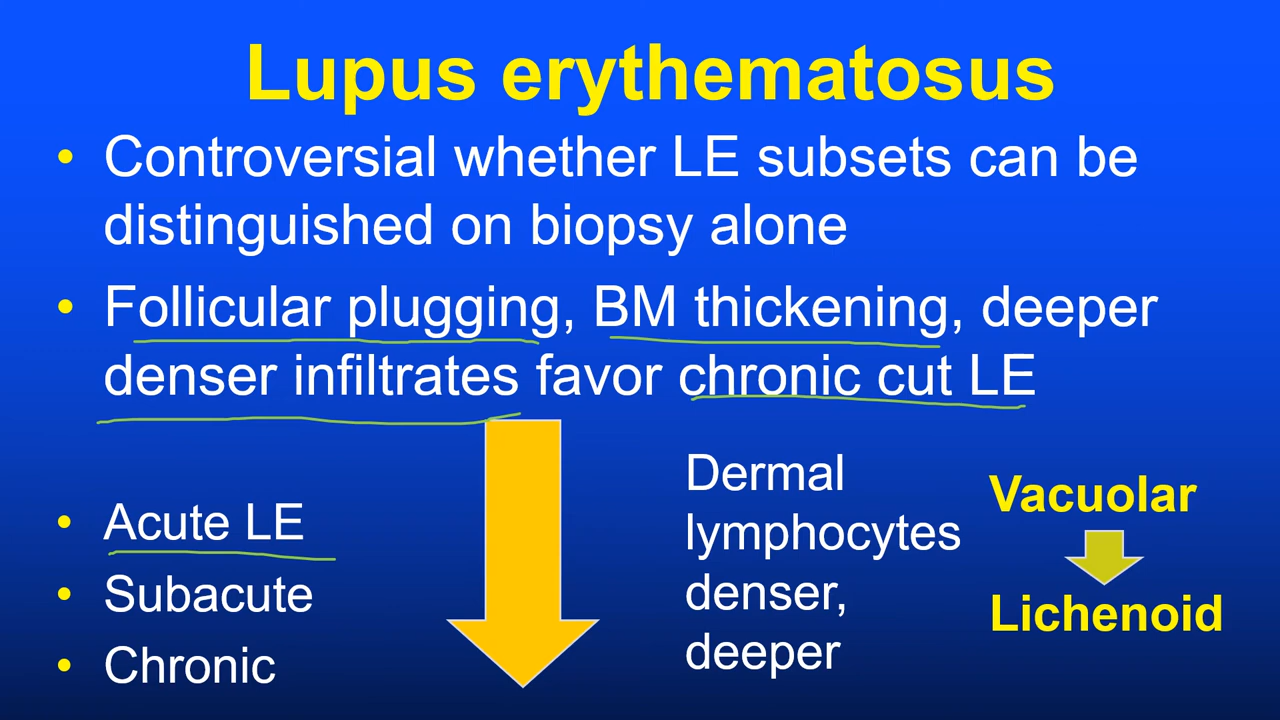 Lupus erythematosus
• Controversial whether LE subsets can be
distinguished on biopsy alone
• Follicular plugging, BM thickening, deeper
denser infiltrates favor chronic cut LE
• Acute LE
• Subacute
• Chronic
Dermal
lymphocytes
denser,
deeper
Vacuolar
Lichenoid